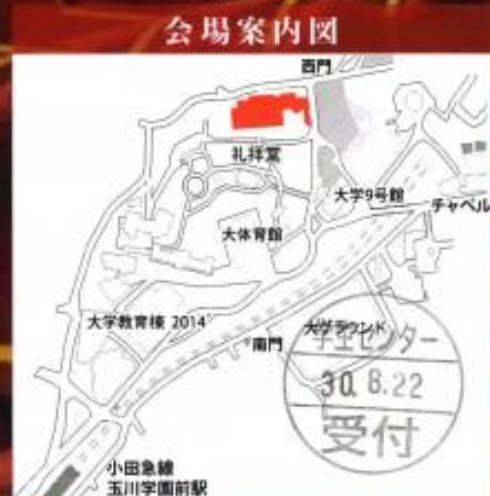 会場案内図
西門
礼拝堂
大学9号館
チャペル
大体育館
大学教育棟 2014
南門
大グラウンド
学生センター
30.8.22
受付
小田急線
玉川学園前駅